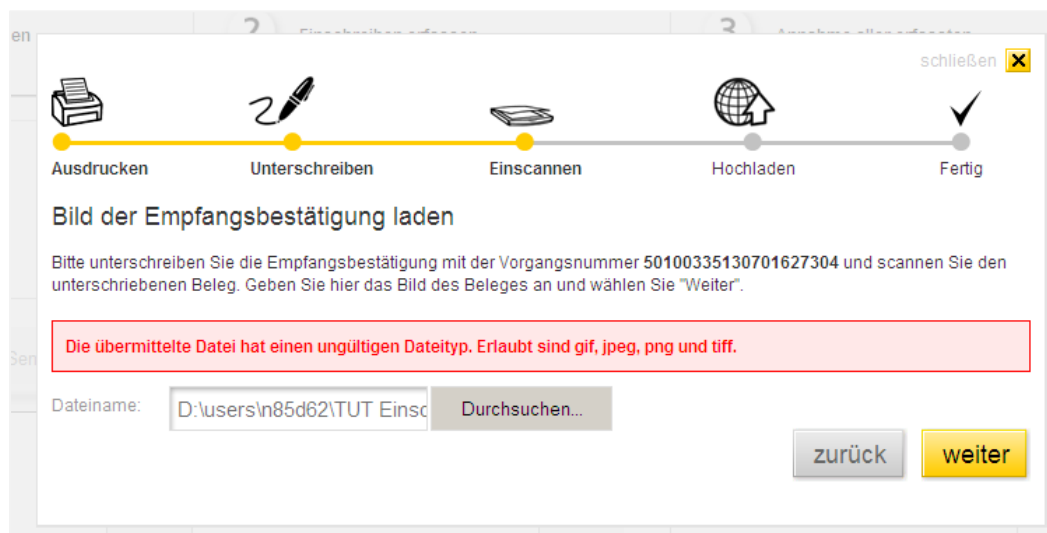 en
2
3
schließen
Ausdrucken
Unterschreiben
Einscannen
Hochladen
Fertig
Bild der Empfangsbestätigung laden
Bitte unterschreiben Sie die Empfangsbestätigung mit der Vorgangsnummer 50100335130701627304 und scannen Sie den
unterschriebenen Beleg. Geben Sie hier das Bild des Beleges an und wählen Sie "Weiter".
Die übermittelte Datei hat einen ungültigen Dateityp. Erlaubt sind gif, jpeg, png und tiff.
Dateiname: D:\users\n85d62\TUT Einsc Durchsuchen...
zurück weiter